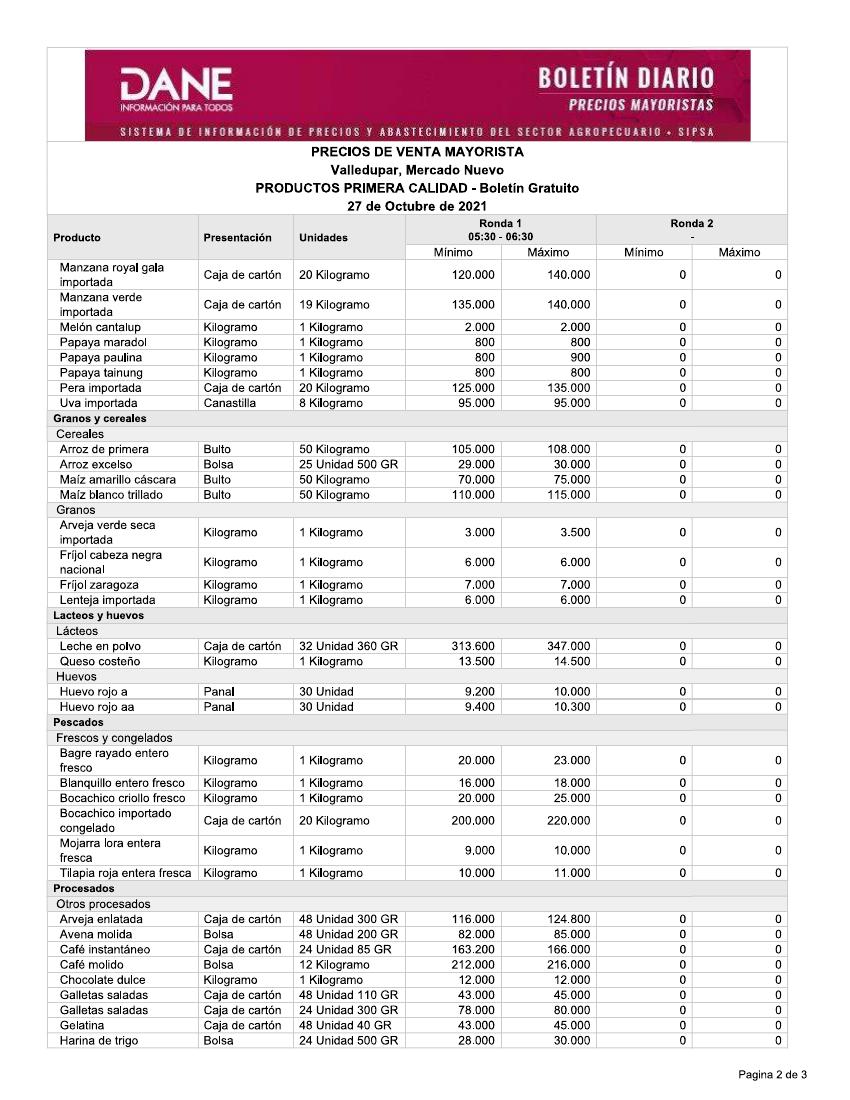 DANE
INFORMACIÓN PARA TODOS
BOLETÍN DIARIO
PRECIOS MAYORISTAS
SISTEMA DE INFORMACIÓN DE PRECIOS Y ABASTECIMIENTO DEL SECTOR AGROPECUARIO • SIPSA
PRECIOS DE VENTA MAYORISTA
Valledupar, Mercado Nuevo
PRODUCTOS PRIMERA CALIDAD - Boletín Gratuito
27 de Octubre de 2021
Producto Presentación Unidades Ronda 1 Ronda 2
05:30 - 06:30 -
Mínimo Máximo Mínimo Máximo
Manzana royal gala
importada Caja de cartón 20 Kilogramo 120.000 140.000 0 0
Manzana verde
importada Caja de cartón 19 Kilogramo 135.000 140.000 0 0
Melón cantalup Kilogramo 1 Kilogramo 2.000 2.000 0 0
Papaya maradol Kilogramo 1 Kilogramo 800 800 0 0
Papaya paulina Kilogramo 1 Kilogramo 800 900 0 0
Papaya tainung Kilogramo 1 Kilogramo 800 800 0 0
Pera importada Caja de cartón 20 Kilogramo 125.000 135.000 0 0
Uva importada Canastilla 8 Kilogramo 95.000 95.000 0 0
Granos y cereales
Cereales
Arroz de primera Bulto 50 Kilogramo 105.000 108.000 0 0
Arroz excelso Bolsa 25 Unidad 500 GR 29.000 30.000 0 0
Maíz amarillo cáscara Bulto 50 Kilogramo 70.000 75.000 0 0
Maíz blanco trillado Bulto 50 Kilogramo 110.000 115.000 0 0
Granos
Arveja verde seca
importada Kilogramo 1 Kilogramo 3.000 3.500 0 0
Fríjol cabeza negra
nacional Kilogramo 1 Kilogramo 6.000 6.000 0 0
Fríjol zaragoza Kilogramo 1 Kilogramo 7.000 7.000 0 0
Lenteja importada Kilogramo 1 Kilogramo 6.000 6.000 0 0
Lacteos y huevos
Lácteos
Leche en polvo Caja de cartón 32 Unidad 360 GR 313.600 347.000 0 0
Queso costeño Kilogramo 1 Kilogramo 13.500 14.500 0 0
Huevos
Huevo rojo a Panal 30 Unidad 9.200 10.000 0 0
Huevo rojo aa Panal 30 Unidad 9.400 10.300 0 0
Pescados
Frescos y congelados
Bagre rayado entero
fresco Kilogramo 1 Kilogramo 20.000 23.000 0 0
Blanquillo entero fresco Kilogramo 1 Kilogramo 16.000 18.000 0 0
Bocachico criollo fresco Kilogramo 1 Kilogramo 20.000 25.000 0 0
Bocachico importado
congelado Caja de cartón 20 Kilogramo 200.000 220.000 0 0
Mojarra lora entera
fresca Kilogramo 1 Kilogramo 9.000 10.000 0 0
Tilapia roja entera fresca Kilogramo 1 Kilogramo 10.000 11.000 0 0
Procesados
Otros procesados
Arveja enlatada Caja de cartón 48 Unidad 300 GR 116.000 124.800 0 0
Avena molida Bolsa 48 Unidad 200 GR 82.000 85.000 0 0
Café instantáneo Caja de cartón 24 Unidad 85 GR 163.200 166.000 0 0
Café molido Bolsa 12 Kilogramo 212.000 216.000 0 0
Chocolate dulce Kilogramo 1 Kilogramo 12.000 12.000 0 0
Galletas saladas Caja de cartón 48 Unidad 110 GR 43.000 45.000 0 0
Galletas saladas Caja de cartón 24 Unidad 300 GR 78.000 80.000 0 0
Gelatina Caja de cartón 48 Unidad 40 GR 43.000 45.000 0 0
Harina de trigo Bolsa 24 Unidad 500 GR 28.000 30.000 0 0
Pagina 2 de 3